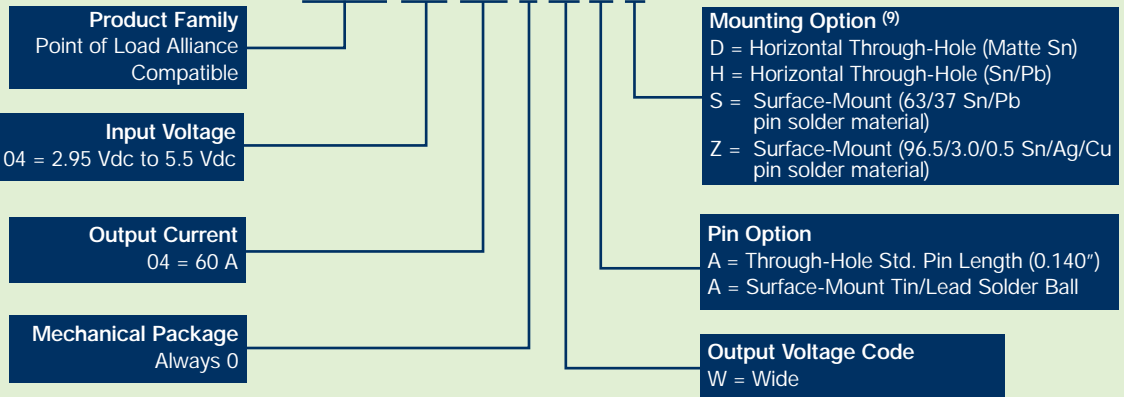 Product Family
Point of Load Alliance
Compatible
Input Voltage
04 = 2.95 Vdc to 5.5 Vdc
Output Current
04 = 60 A
Mechanical Package
Always 0
Mounting Option (9)
D = Horizontal Through-Hole (Matte Sn)
H = Horizontal Through-Hole (Sn/Pb)
S = Surface-Mount (63/37 Sn/Pb
pin solder material)
Z = Surface-Mount (96.5/3.0/0.5 Sn/Ag/Cu
pin solder material)
Pin Option
A = Through-Hole Std. Pin Length (0.140″)
A = Surface-Mount Tin/Lead Solder Ball
Output Voltage Code
W = Wide